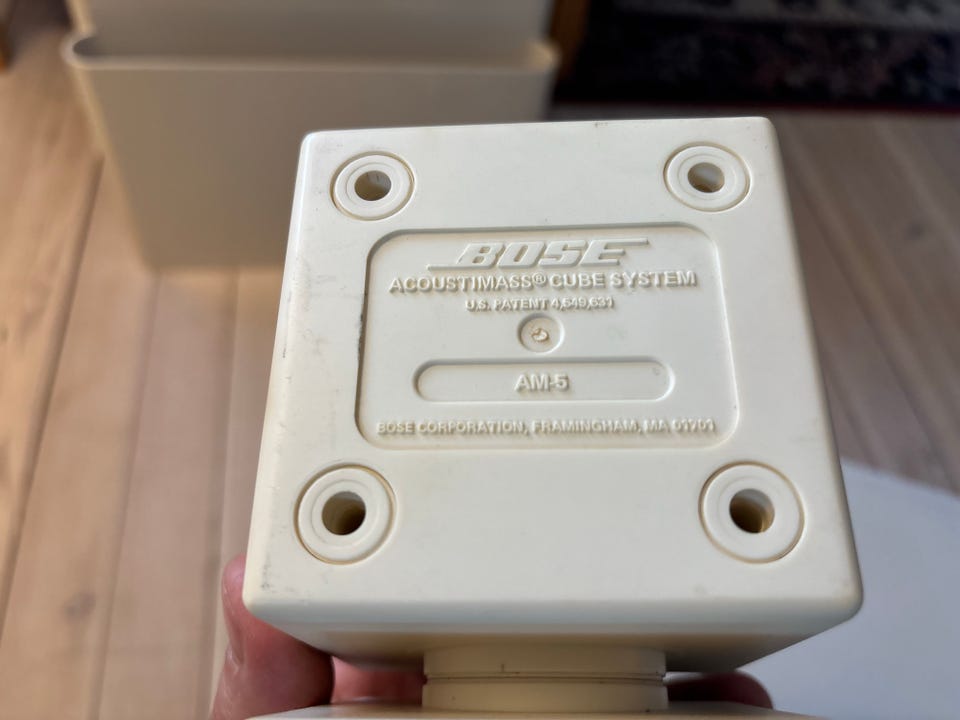 BOSE
ACOUSTIMASS® CUBE SYSTEM
U.S. PATENT 4,549,631
AM-5
BOSE CORPORATION, FRAMINGHAM, MA 01701